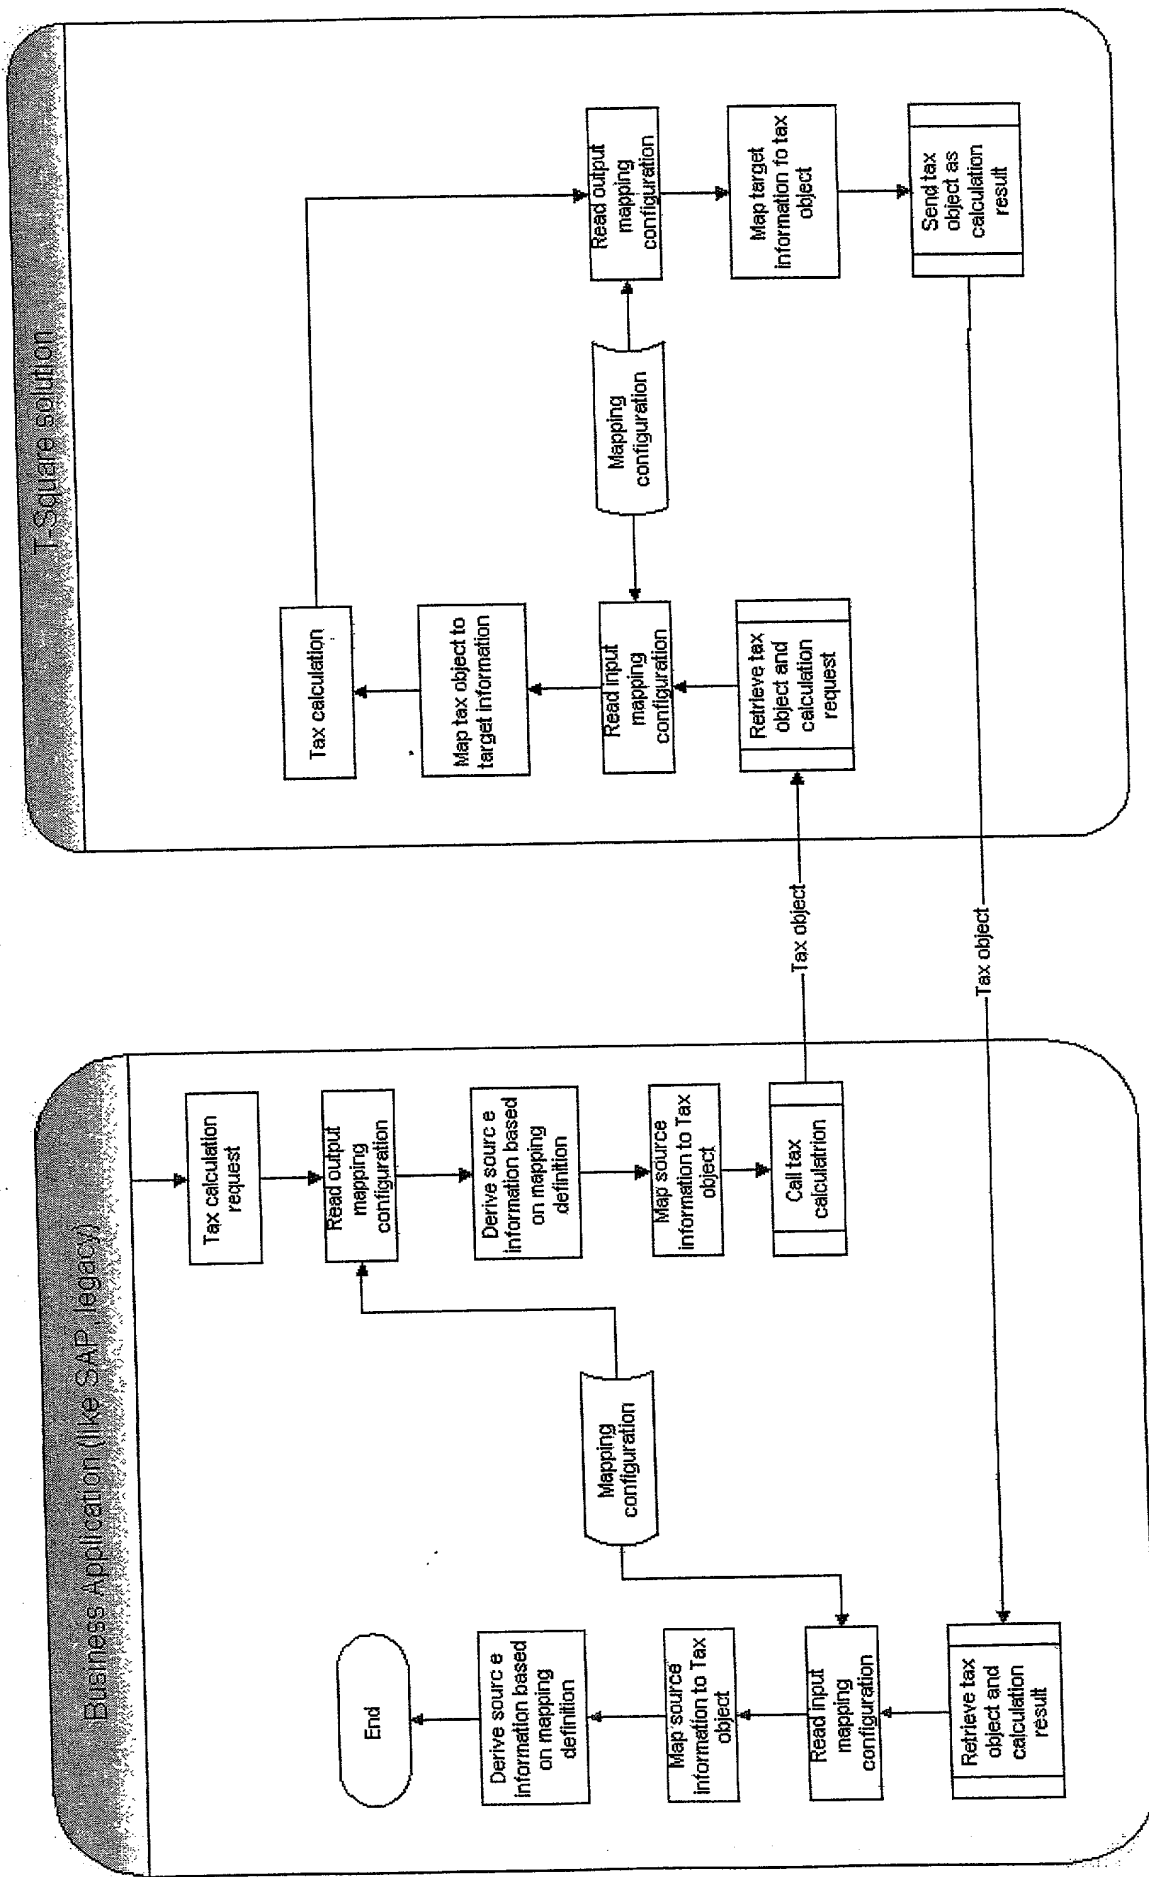 Business Application (like SAP, legacy)
Tax calculation
request
Read output
mapping
configuration
Derive sourc e
information based
on mapping
definition
Map source
information to Tax
object
Call tax
calculatrion
Mapping
configuration
End
Derive sourc e
information based
on mapping
definition
Map source
information to Tax
object
Read input
mapping
configuration
Retrieve tax
object and
calculation
result
Tax object
Tax object
T-Square solution
Tax calculation
Map tax object to
target information
Read input
mapping
configuration
Retrieve tax
object and
calculation
request
Mapping
configuration
Read output
mapping
configuration
Map target
information fo tax
object
Send tax
object as
calculation
result